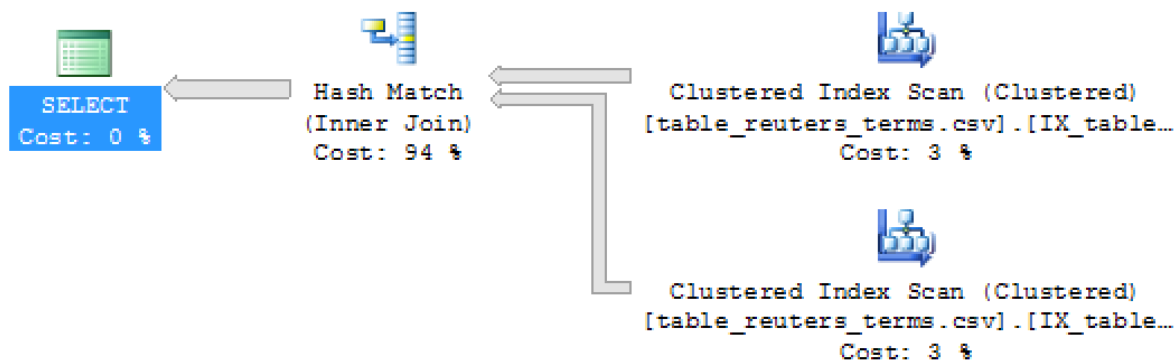 SELECT
Cost: 0 %
Hash Match
(Inner Join)
Cost: 94 %
Clustered Index Scan (Clustered)
[table_reuters_terms.csv].[IX_table…
Cost: 3 %
Clustered Index Scan (Clustered)
[table_reuters_terms.csv].[IX_table…
Cost: 3 %